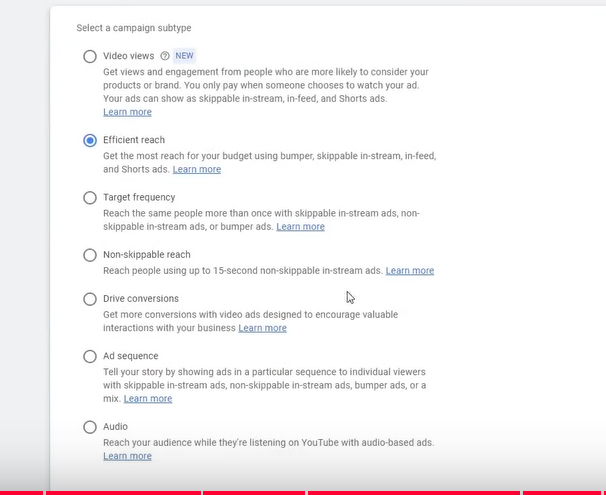 Select a campaign subtype
Video views ? NEW
Get views and engagement from people who are more likely to consider your
products or brand. You only pay when someone chooses to watch your ad.
Your ads can show as skippable in-stream, in-feed, and Shorts ads.
Learn more
Efficient reach
Get the most reach for your budget using bumper, skippable in-stream, in-feed,
and Shorts ads. Learn more
Target frequency
Reach the same people more than once with skippable in-stream ads, non-
skippable in-stream ads, or bumper ads. Learn more
Non-skippable reach
Reach people using up to 15-second non-skippable in-stream ads. Learn more
Drive conversions
Get more conversions with video ads designed to encourage valuable
interactions with your business Learn more
Ad sequence
Tell your story by showing ads in a particular sequence to individual viewers
with skippable in-stream ads, non-skippable in-stream ads, bumper ads, or a
mix. Learn more
Audio
Reach your audience while they're listening on YouTube with audio-based ads.
Learn more